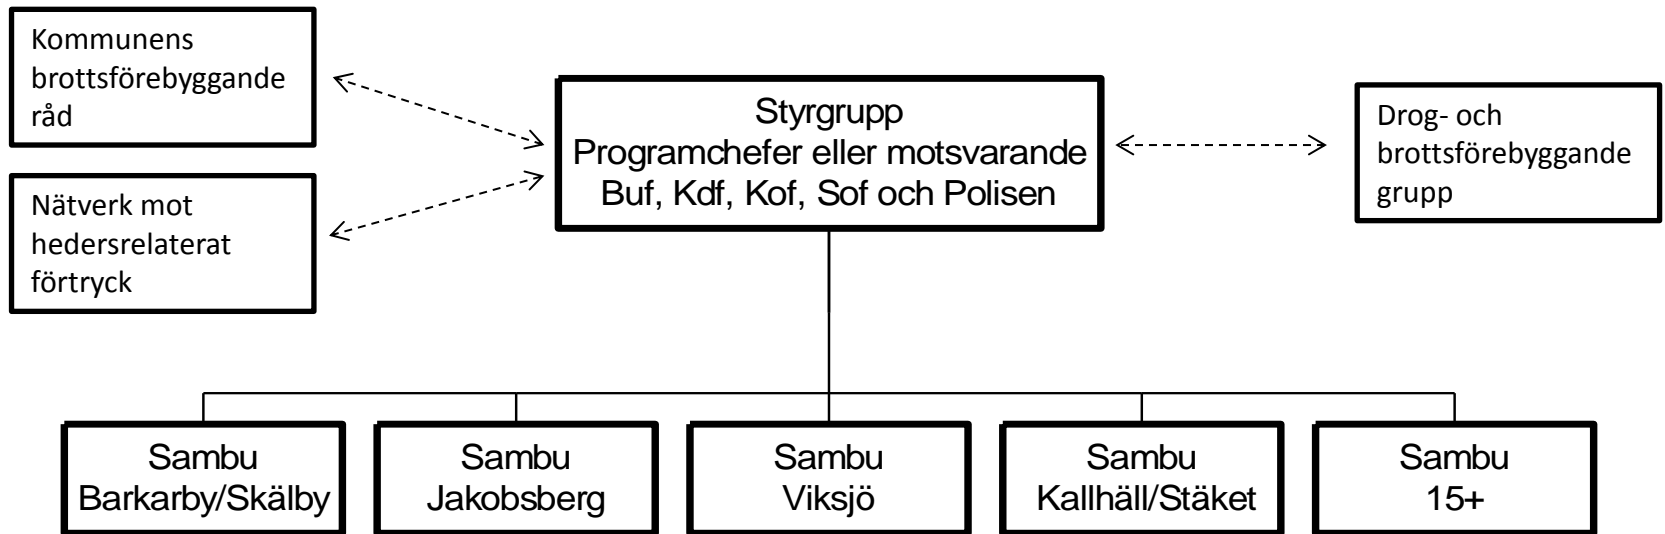 Kommunens
brottsförebyggande
råd
Styrgrupp
Programchefer eller motsvarande
Buf, Kdf, Kof, Sof och Polisen
Drog- och
brottsförebyggande
grupp
Nätverk mot
hedersrelaterat
förtryck
Sambu
Barkarby/Skälby
Sambu
Jakobsberg
Sambu
Viksjö
Sambu
Kallhäll/Stäket
Sambu
15+